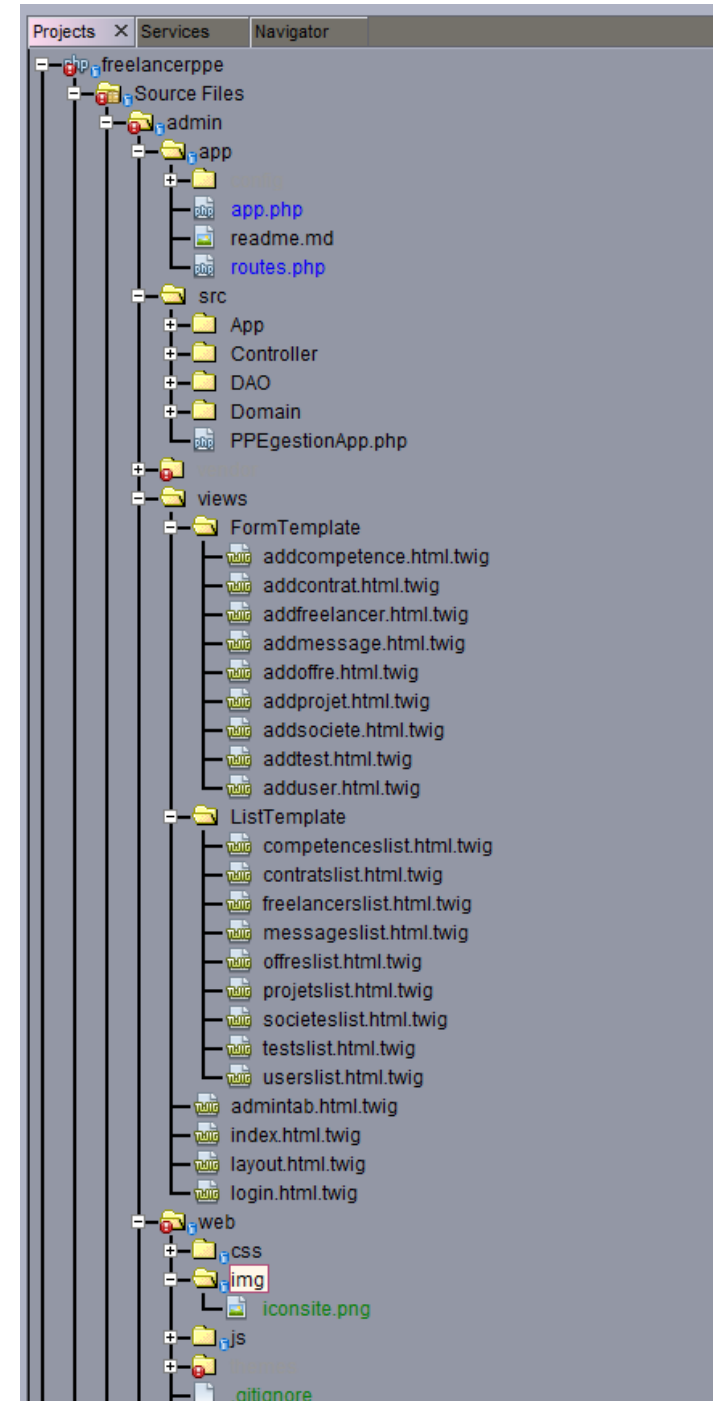 Projects Services Navigator
freelancerppe
Source Files
admin
app
app.php
readme.md
routes.php
src
App
Controller
DAO
Domain
PPEgestionApp.php
views
FormTemplate
addcompetence.html.twig
addcontrat.html.twig
addfreelancer.html.twig
addmessage.html.twig
addoffre.html.twig
addprojet.html.twig
addsociete.html.twig
addtest.html.twig
adduser.html.twig
ListTemplate
competenceslist.html.twig
contratslist.html.twig
freelancerslist.html.twig
messageslist.html.twig
offreslist.html.twig
projetslist.html.twig
societeslist.html.twig
testslist.html.twig
userslist.html.twig
admintab.html.twig
index.html.twig
layout.html.twig
login.html.twig
web
css
img
iconsite.png
js
.gitignore